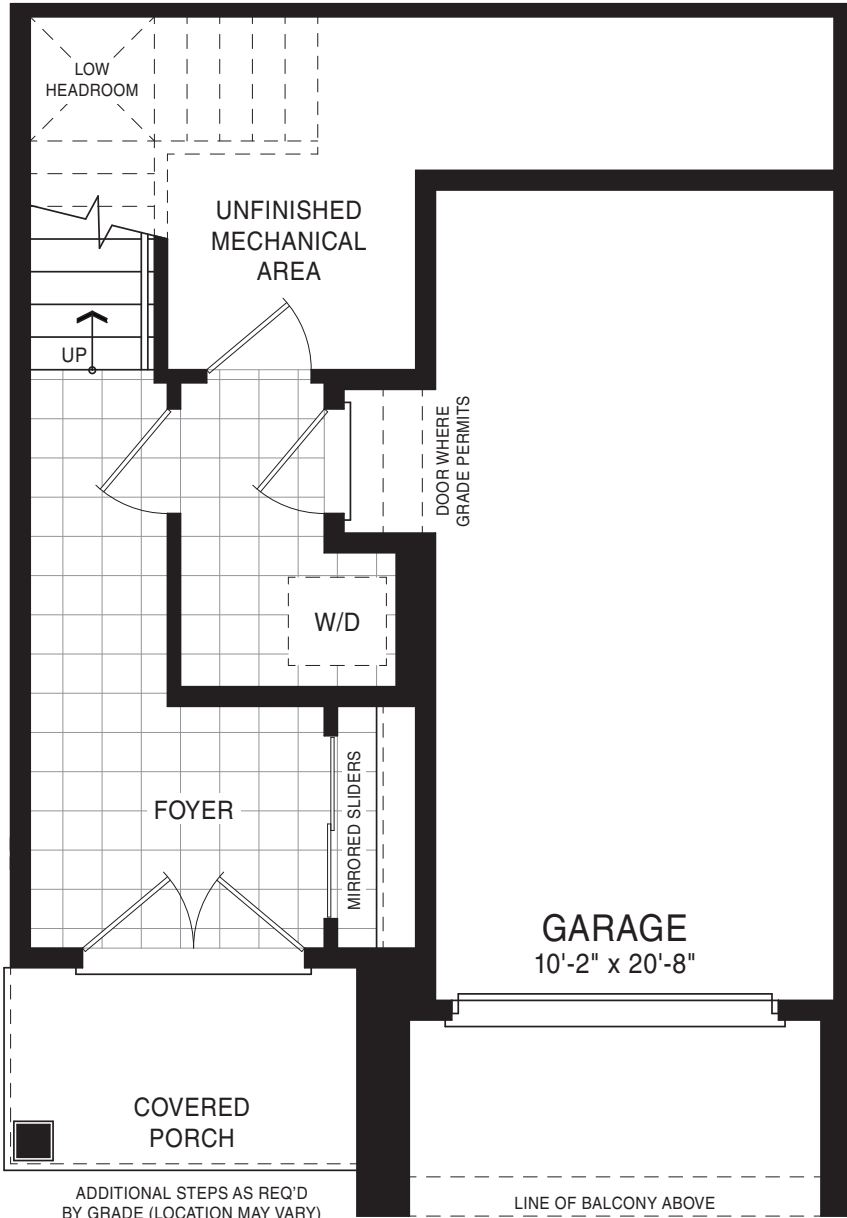 LOW
HEADROOM
UNFINISHED
MECHANICAL
AREA
UP
DOOR WHERE
GRADE PERMITS
W/D
FOYER
MIRRORED SLIDERS
GARAGE
10'-2" x 20'-8"
COVERED
PORCH
ADDITIONAL STEPS AS REQ'D
BY GRADE (LOCATION MAY VARY)
LINE OF BALCONY ABOVE